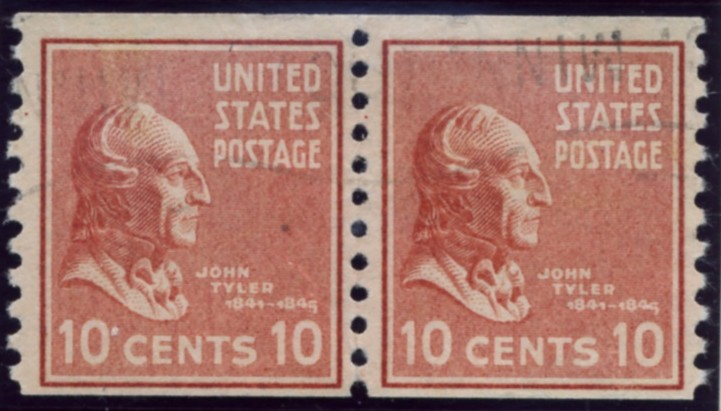 UNITED
STATES
POSTAGE
JOHN
TYLER
1841-1845
10 CENTS 10
UNITED
STATES
POSTAGE
JOHN
TYLER
1841-1845
10 CENTS 10